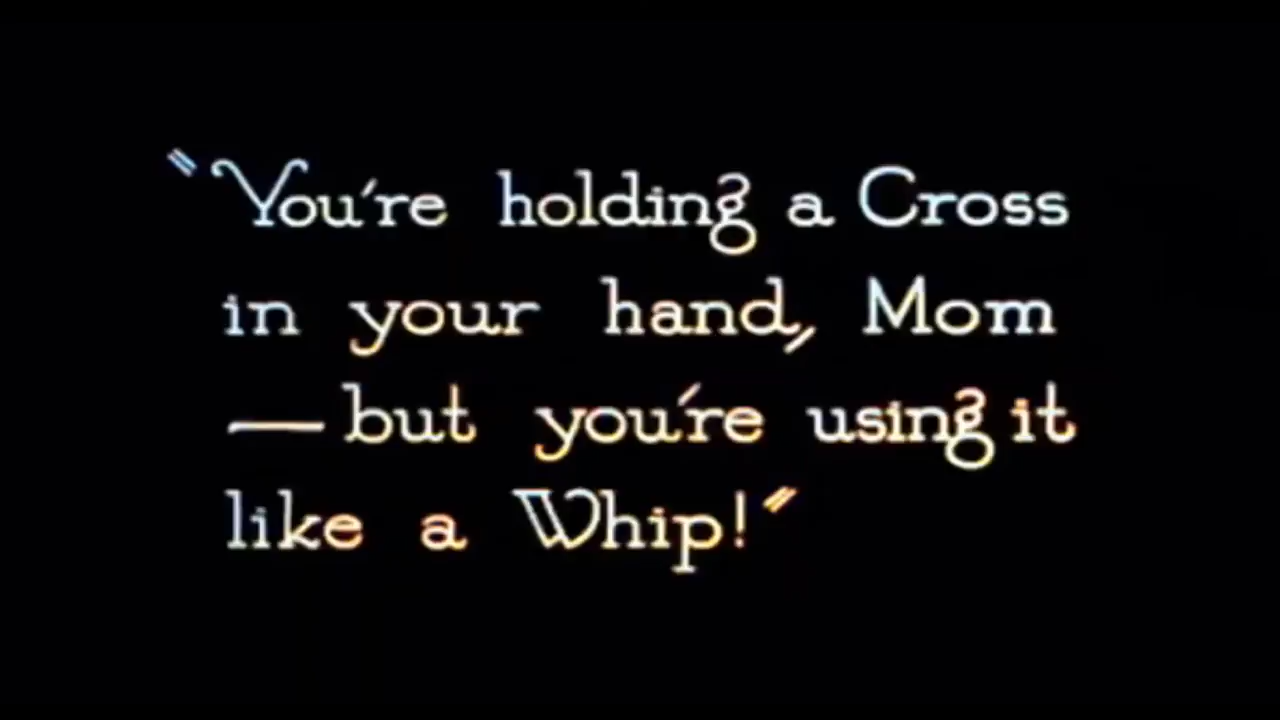 "You're holding a Cross
in your hand, Mom
—but you're using it
like a Whip!"